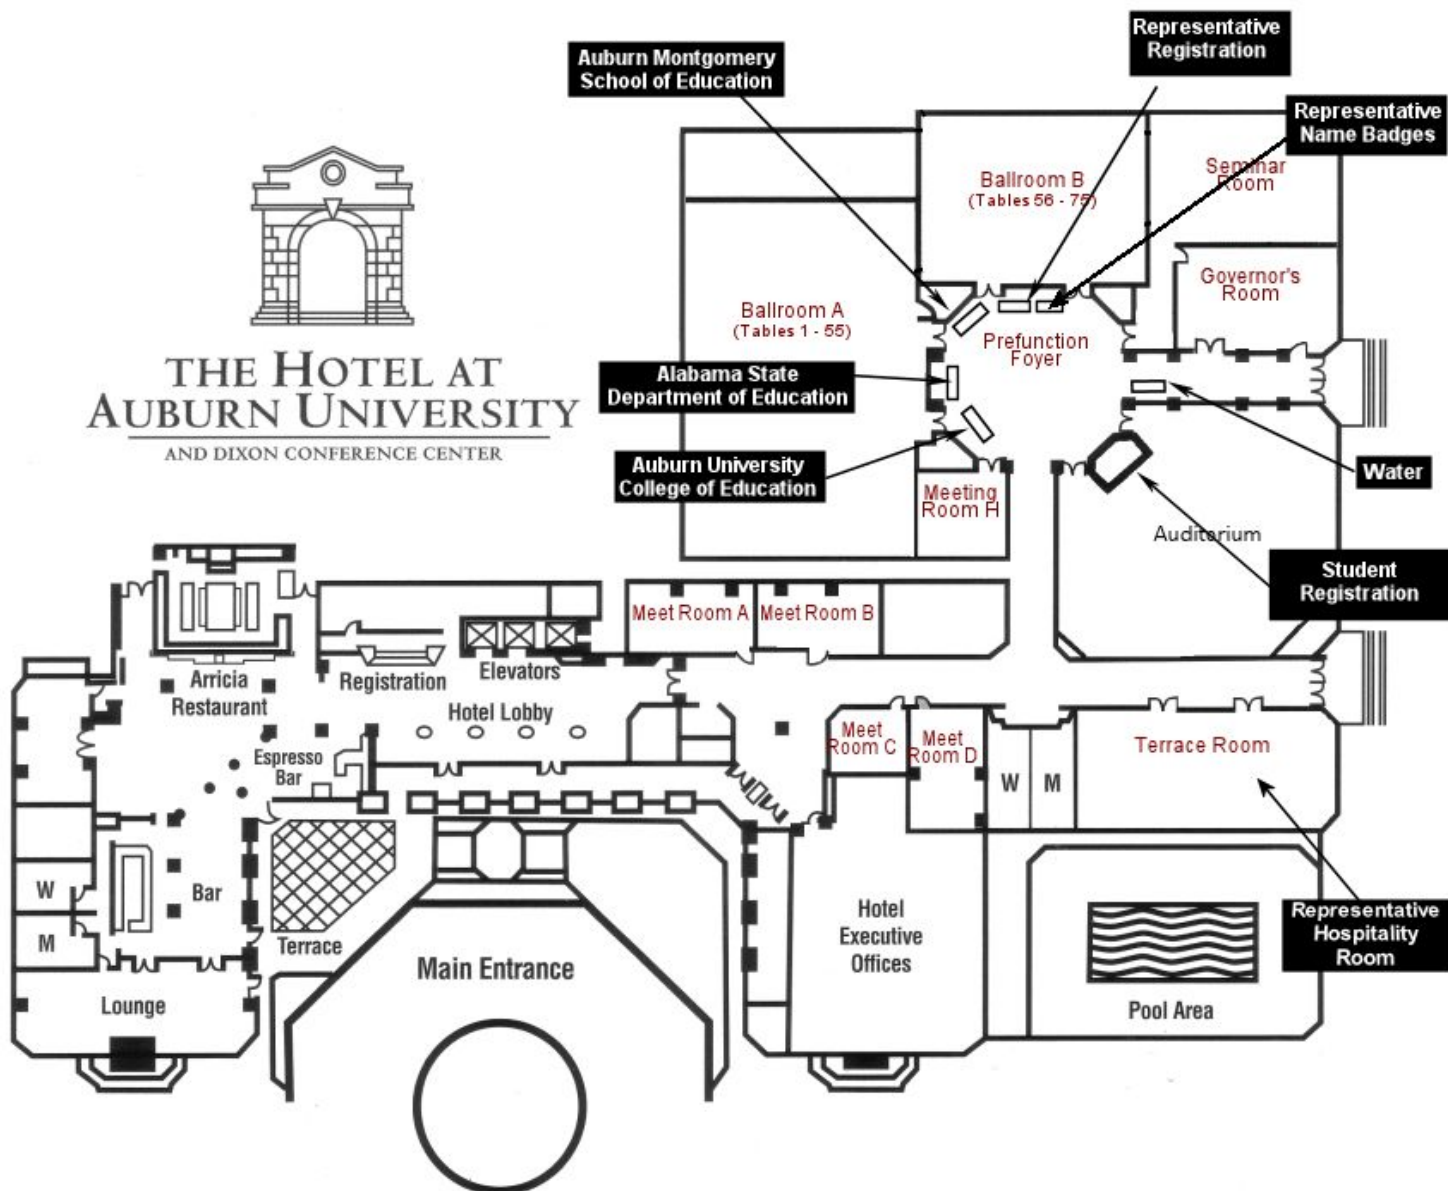 Representative
Registration
Auburn Montgomery
School of Education
Representative
Name Badges
Seminar
Room
Ballroom B
(Tables 56 - 75)
Governor's
Room
Ballroom A
(Tables 1 - 55)
Prefunction
Foyer
THE HOTEL AT
AUBURN UNIVERSITY
AND DIXON CONFERENCE CENTER
Alabama State
Department of Education
Auburn University
College of Education
Water
Meeting
Room H
Auditorium
Student
Registration
Meet Room A
Meet Room B
Arricia
Restaurant
Registration
Elevators
Hotel Lobby
Espresso
Bar
Meet
Room C
Meet
Room D
W
M
Terrace Room
W
M
Bar
Terrace
Lounge
Main Entrance
Hotel
Executive
Offices
Representative
Hospitality
Room
Pool Area